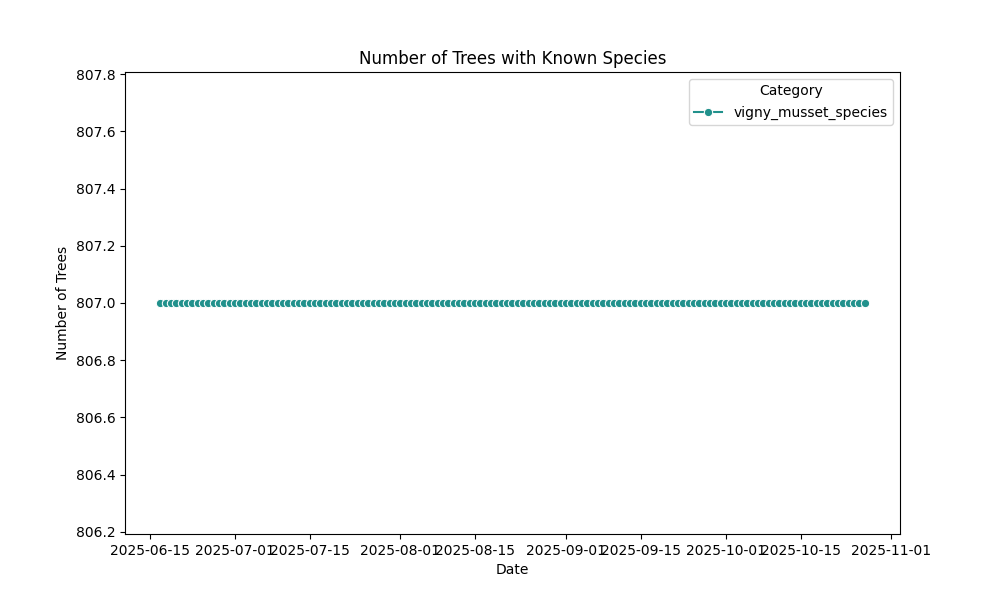 Number of Trees with Known Species
Category
vigny_musset_species
807.8
807.6
807.4
807.2
807.0
806.8
806.6
806.4
806.2
Number of Trees
2025-06-15 2025-07-01 2025-07-15 2025-08-01 2025-08-15 2025-09-01 2025-09-15 2025-10-01 2025-10-15 2025-11-01
Date